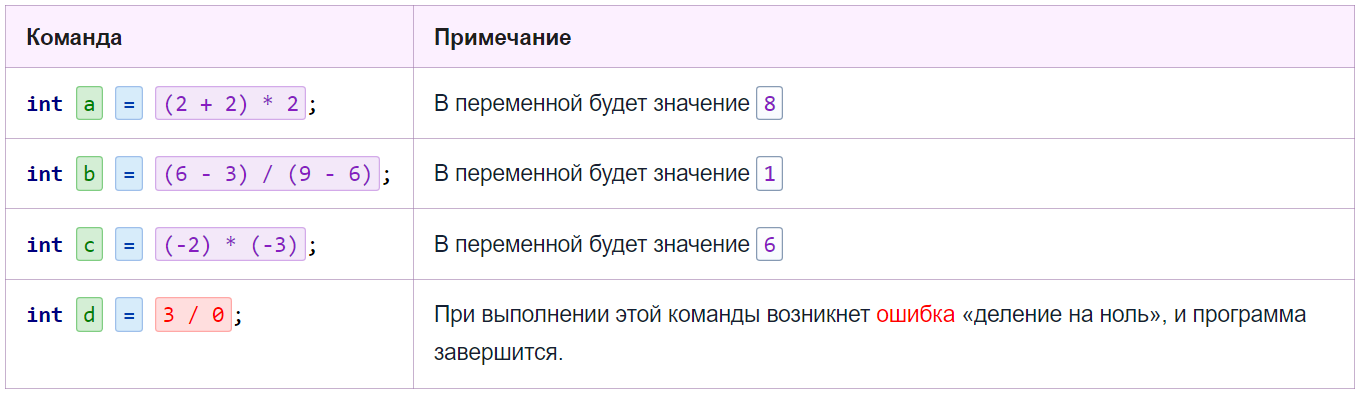 Команда Примечание
int a = (2 + 2) * 2; В переменной будет значение 8
int b = (6 - 3) / (9 - 6); В переменной будет значение 1
int c = (-2) * (-3); В переменной будет значение 6
int d = 3 / 0; При выполнении этой команды возникнет ошибка «деление на ноль», и программа
завершится.